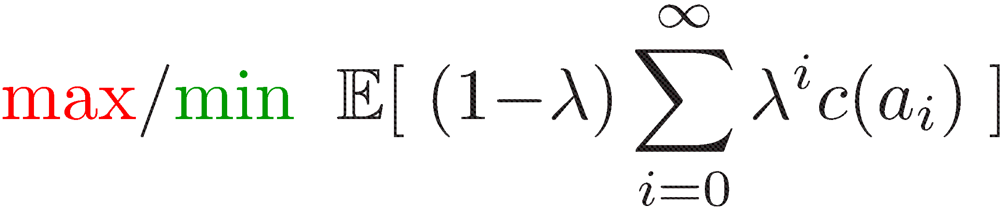 max/min 𝔼[ (1−λ) ∑_{i=0}^{∞} λ^i c(a_i) ]